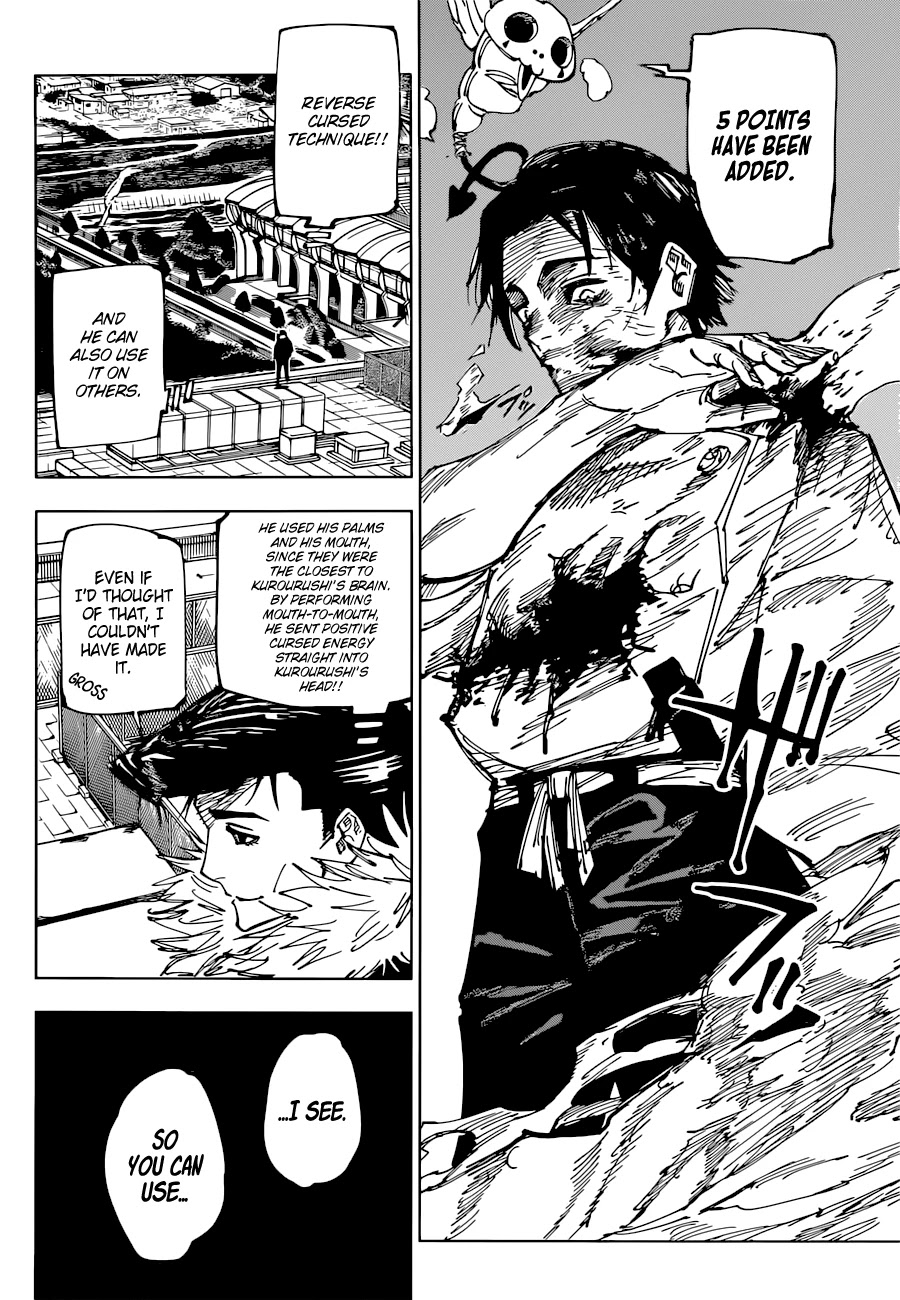 5 POINTS
HAVE BEEN
ADDED.
プッ
REVERSE
CURSED
TECHNIQUE!!
AND
HE CAN
ALSO USE
IT ON
OTHERS.
HE USED HIS PALMS
AND HIS MOUTH,
SINCE THEY WERE
THE CLOSEST TO
KUROURUSHI'S BRAIN.
BY PERFORMING
MOUTH-TO-MOUTH,
HE SENT POSITIVE
CURSED ENERGY
STRAIGHT INTO
KUROURUSHI'S
HEAD!!
EVEN IF
I'D THOUGHT
OF THAT, I
COULDN'T
HAVE MADE
IT.
GROSS
...I SEE.
SO
YOU CAN
USE...